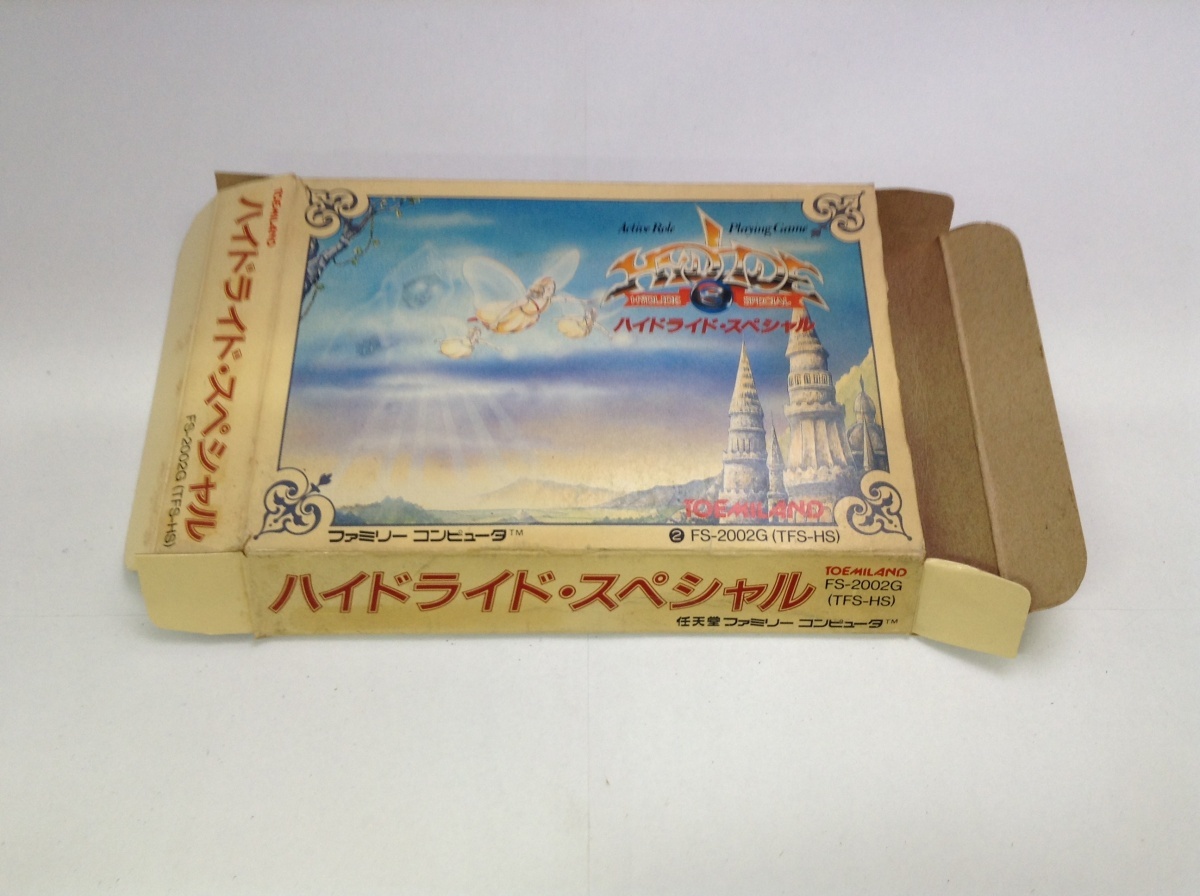 TOEMILAND
ハイドライド・スペシャル
FS-2002G (TFS-HS)
Active Role Playing Game
HYDLIDE
HYDLIDE SPECIAL
ハイドライド・スペシャル
TOEMILAND
ファミリー コンピュータ™
❷ FS-2002G (TFS-HS)
ハイドライド・スペシャル
TOEMILAND
FS-2002G
(TFS-HS)
任天堂 ファミリー コンピュータ™